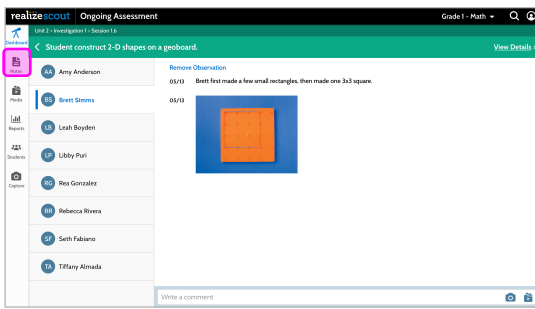 realizescout Ongoing Assessment Grade 1 - Math
Unit 2 › Investigation 1 › Session 1.6
Dashboard
Student construct 2-D shapes on a geoboard. View Details
Notes
Media
Reports
Students
Capture
AA Amy Anderson
BS Brett Simms
LB Leah Boyden
LP Libby Puri
RG Rea Gonzalez
RR Rebecca Rivera
SF Seth Fabiano
TA Tiffany Almada
Remove Observation
05/13 Brett first made a few small rectangles, then made one 3x3 square.
05/13
Write a comment